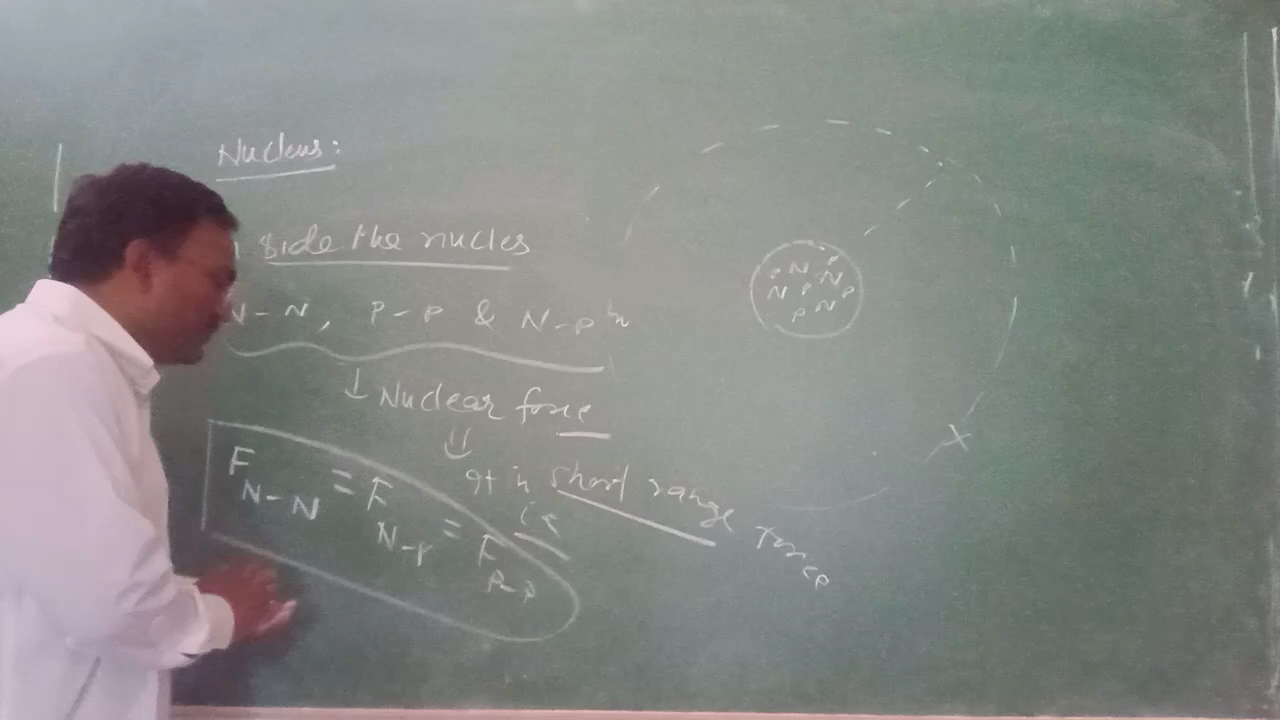 Nucleus:
side the nucles
N-N, P-P & N-P
↓ Nuclear force
⇓
It is short range force
F N-N = F N-P = F P-P
P N P N
N P P
P N
X